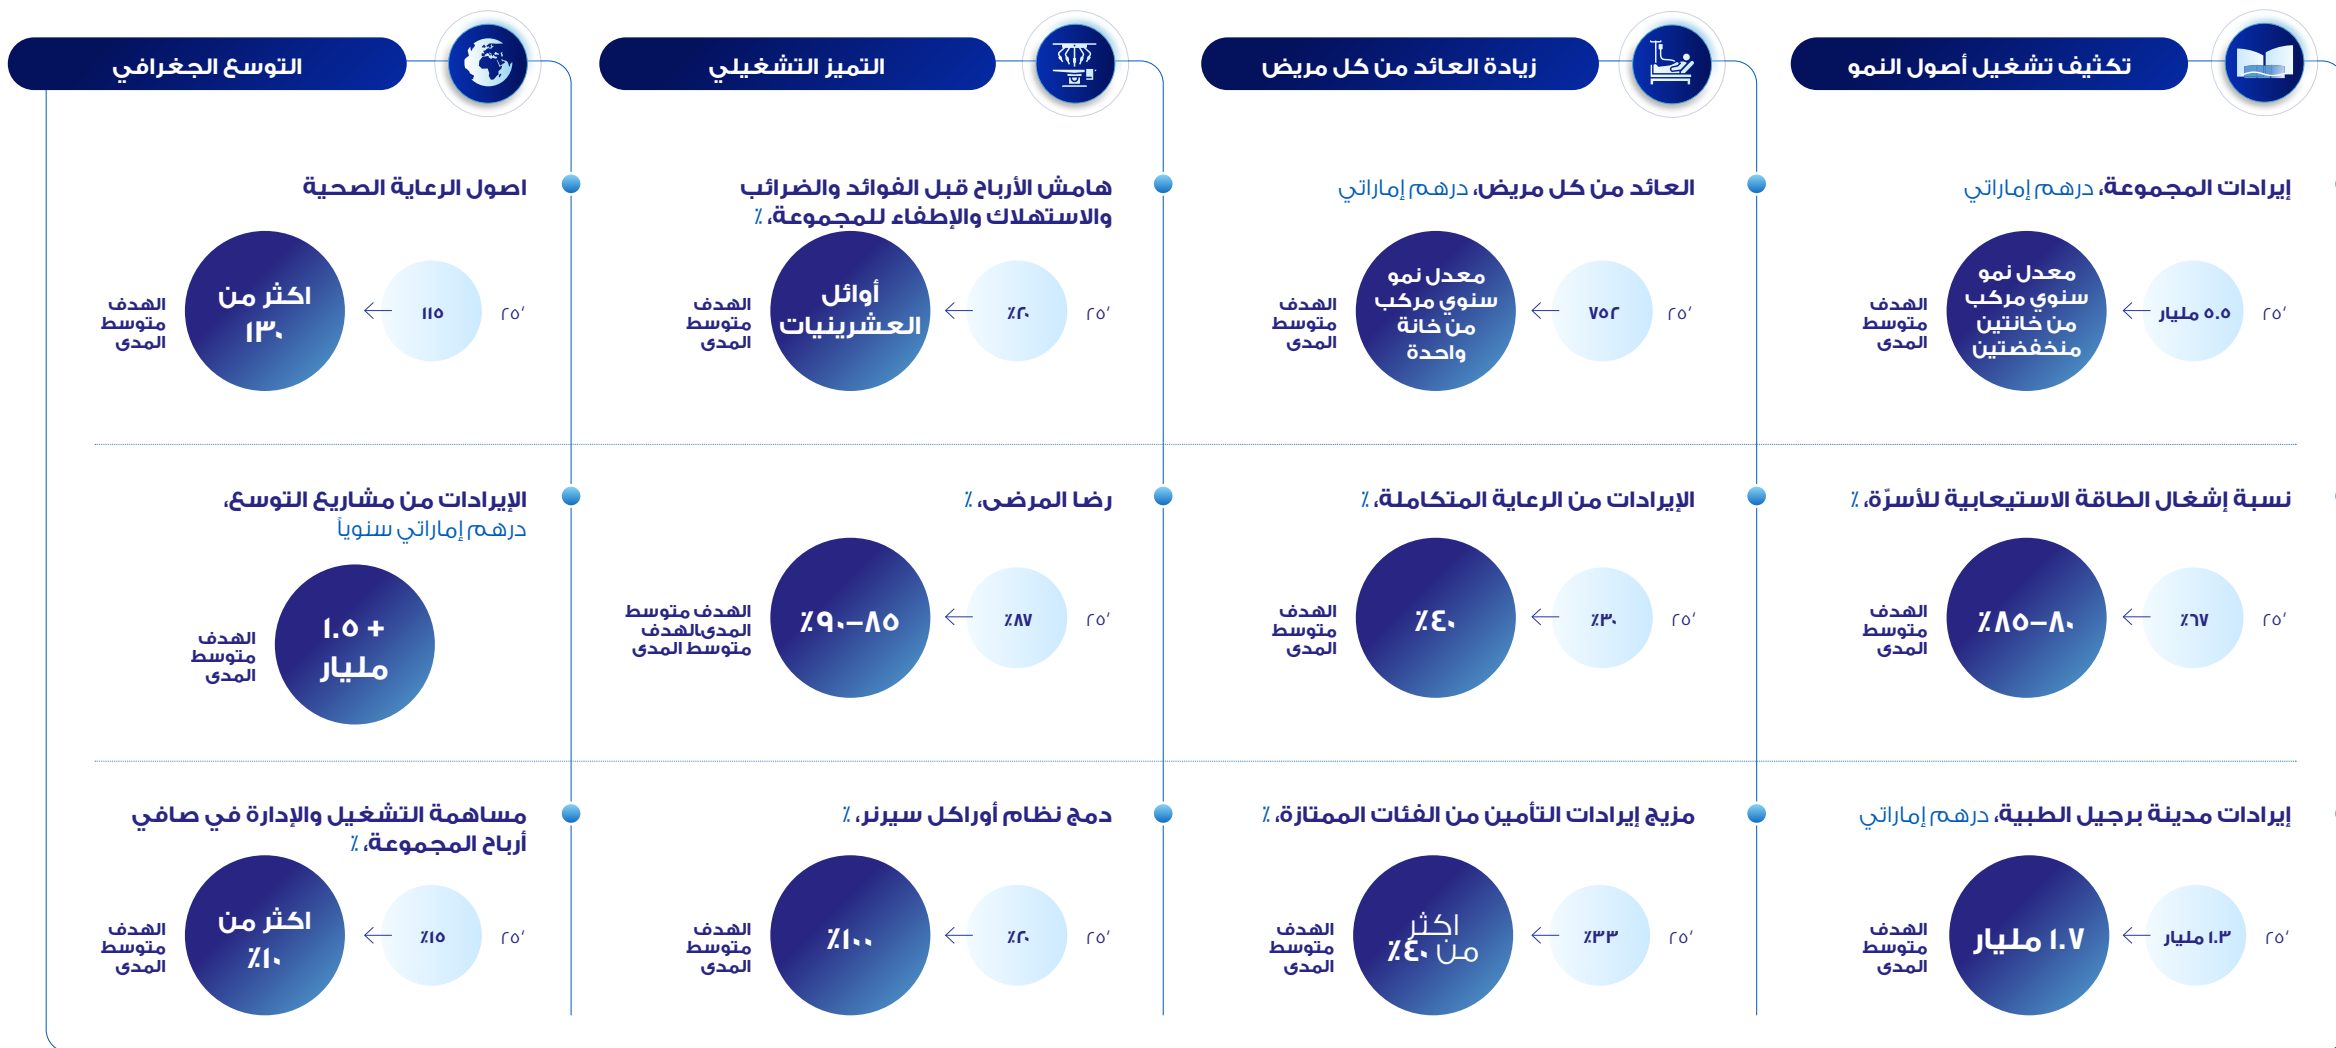 تكثيف تشغيل أصول النمو
إيرادات المجموعة، درهم إماراتي
٢٥‘
٥.٥ مليار
معدل نمو
سنوي مركب
من خانتين
منخفضتين
الهدف
متوسط
المدى
نسبة إشغال الطاقة الاستيعابية للأسرّة، ٪
٢٥‘
٦٧٪
٨٠–٨٥٪
الهدف
متوسط
المدى
إيرادات مدينة برجيل الطبية، درهم إماراتي
٢٥‘
١.٣ مليار
١.٧ مليار
الهدف
متوسط
المدى
زيادة العائد من كل مريض
العائد من كل مريض، درهم إماراتي
٢٥‘
٧٥٢
معدل نمو
سنوي مركب
من خانة
واحدة
الهدف
متوسط
المدى
الإيرادات من الرعاية المتكاملة، ٪
٢٥‘
٣٠٪
٤٠٪
الهدف
متوسط
المدى
مزيج إيرادات التأمين من الفئات الممتازة، ٪
٢٥‘
٣٣٪
اكثر
من ٤٠٪
الهدف
متوسط
المدى
التميز التشغيلي
هامش الأرباح قبل الفوائد والضرائب
والاستهلاك والإطفاء للمجموعة، ٪
٢٥‘
٢٠٪
أوائل
العشرينيات
الهدف
متوسط
المدى
رضا المرضى، ٪
٢٥‘
٨٧٪
٨٥–٩٠٪
الهدف متوسط
المدىالهدف
متوسط المدى
دمج نظام أوراكل سيرنر، ٪
٢٥‘
٢٠٪
١٠٠٪
الهدف
متوسط
المدى
التوسع الجغرافي
اصول الرعاية الصحية
٢٥‘
١١٥
اكثر من
١٣٠
الهدف
متوسط
المدى
الإيرادات من مشاريع التوسع،
درهم إماراتي سنوياً
+ ١.٥
مليار
الهدف
متوسط
المدى
مساهمة التشغيل والإدارة في صافي
أرباح المجموعة، ٪
٢٥‘
١٥٪
اكثر من
١٠٪
الهدف
متوسط
المدى